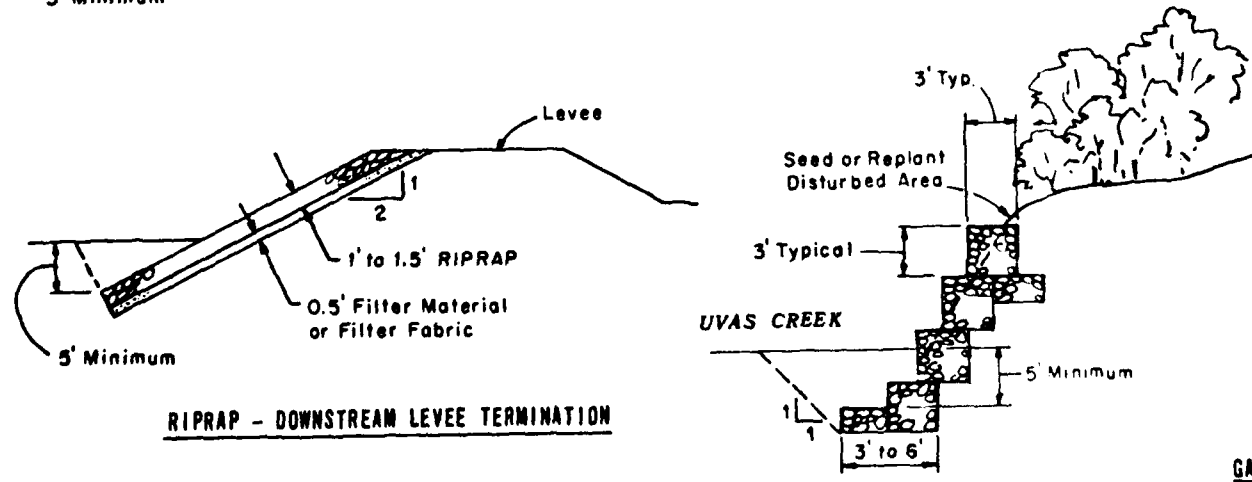 5' Minimum
Levee
1
2
1' to 1.5' RIPRAP
0.5' Filter Material
or Filter Fabric
5' Minimum
RIPRAP - DOWNSTREAM LEVEE TERMINATION
3' Typ.
Seed or Replant
Disturbed Area
3' Typical
UVAS CREEK
5' Minimum
1
1
3' to 6'
GA